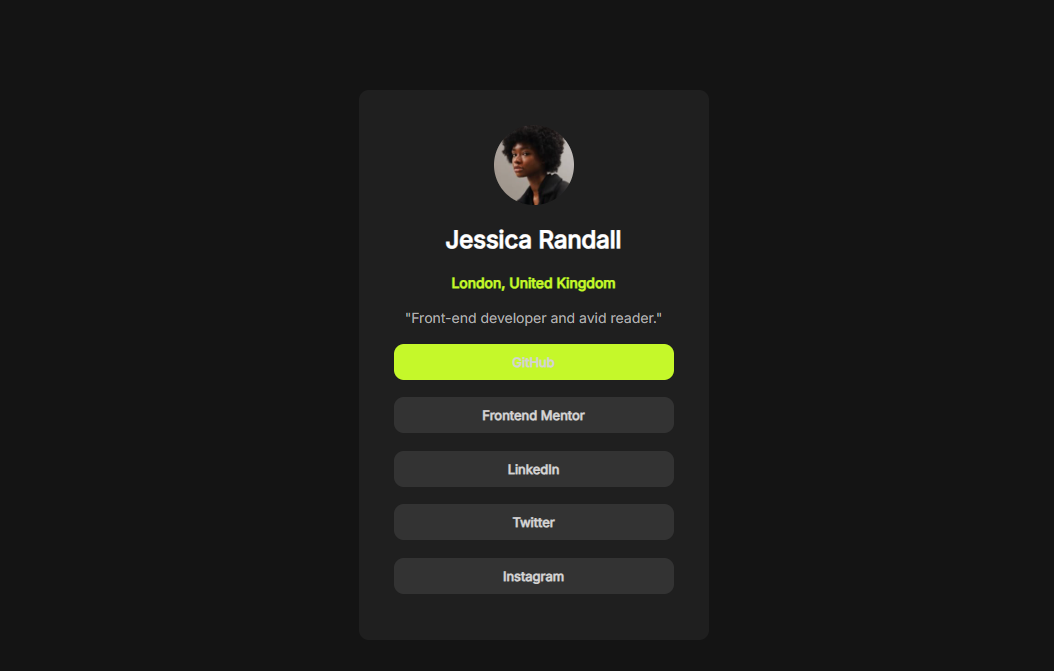 Jessica Randall
London, United Kingdom
"Front-end developer and avid reader."
GitHub
Frontend Mentor
LinkedIn
Twitter
Instagram